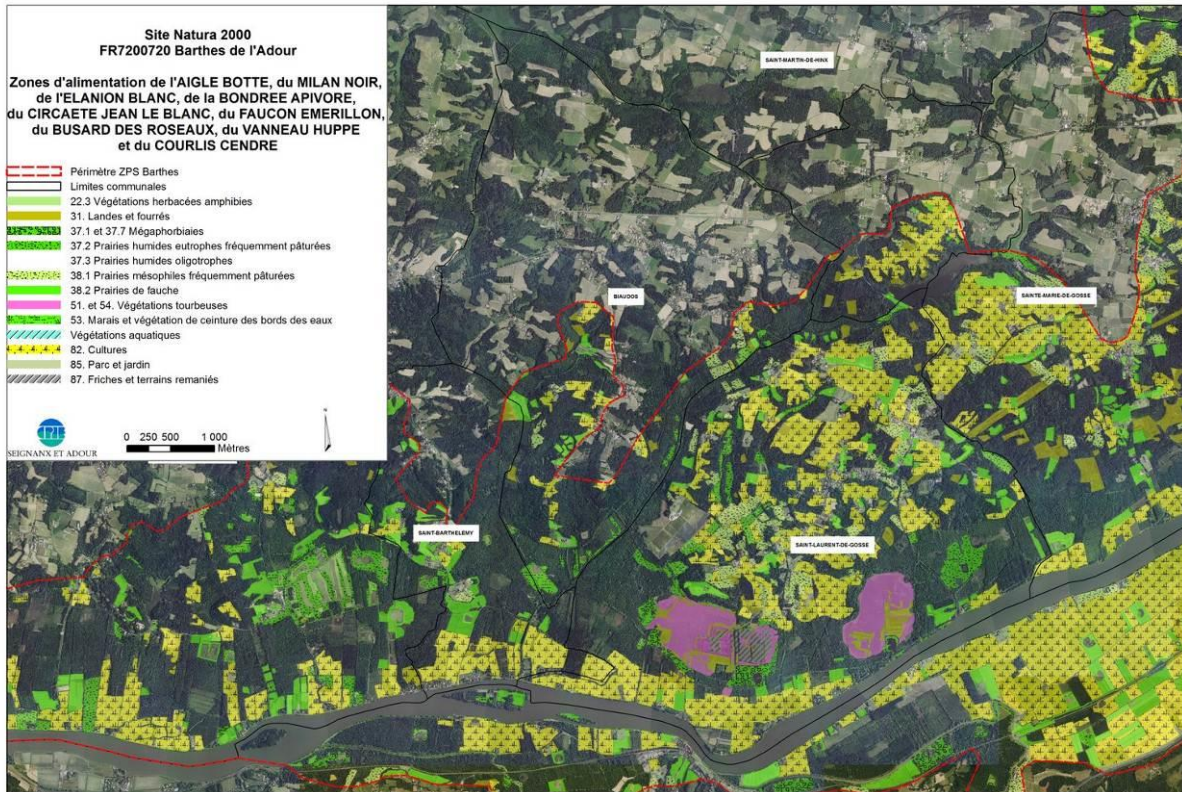 Site Natura 2000
FR7200720 Barthes de l'Adour
Zones d'alimentation de l'AIGLE BOTTE, du MILAN NOIR,
de l'ELANION BLANC, de la BONDREE APIVORE,
du CIRCAETE JEAN LE BLANC, du FAUCON EMERILLON,
du BUSARD DES ROSEAUX, du VANNEAU HUPPE
et du COURLIS CENDRE
Périmètre ZPS Barthes
Limites communales
22.3 Végétations herbacées amphibies
31. Landes et fourrés
37.1 et 37.7 Mégaphorbiaies
37.2 Prairies humides eutrophes fréquemment pâturées
37.3 Prairies humides oligotrophes
38.1 Prairies mésophiles fréquemment pâturées
38.2 Prairies de fauche
51. et 54. Végétations tourbeuses
53. Marais et végétation de ceinture des bords des eaux
Végétations aquatiques
82. Cultures
85. Parc et jardin
87. Friches et terrains remaniés
CPIE
SEIGNANX ET ADOUR
0 250 500 1 000
Mètres
N
SAINT-MARTIN-DE-HINX
BIAUDOS
SAINTE-MARIE-DE-GOSSE
SAINT-BARTHELEMY
SAINT-LAURENT-DE-GOSSE